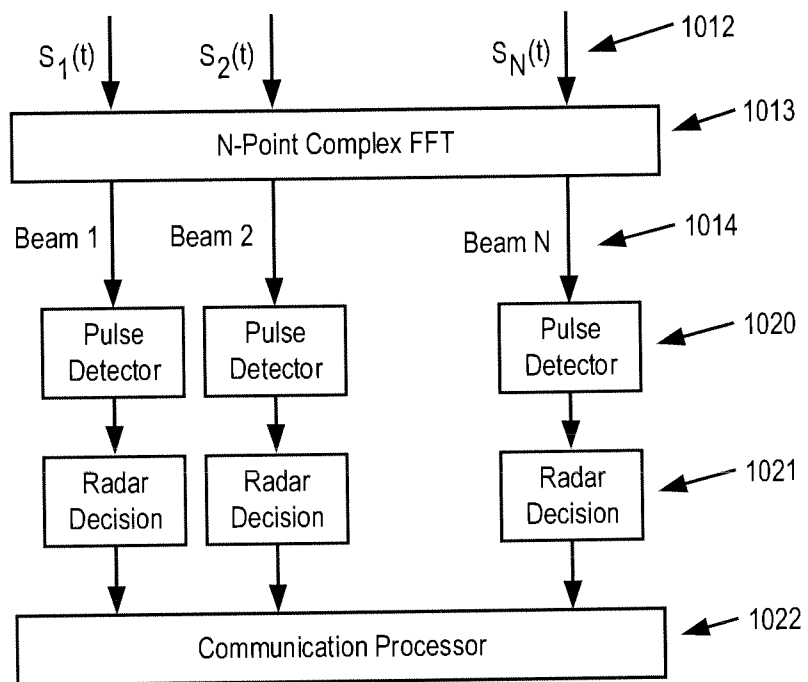 S1(t) S2(t) SN(t) 1012
N-Point Complex FFT 1013
Beam 1 Beam 2 Beam N 1014
Pulse Pulse Pulse 1020
Detector Detector Detector
Radar Radar Radar 1021
Decision Decision Decision
Communication Processor 1022